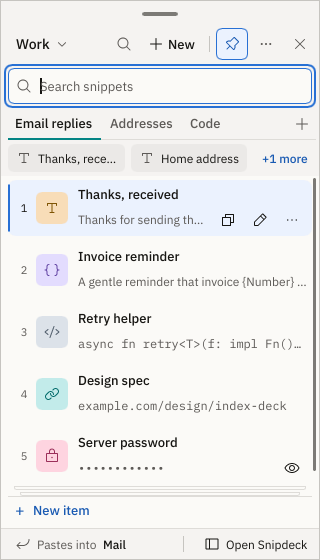 Work
New
Search snippets
Email replies Addresses Code
Thanks, rece... Home address +1 more
1 Thanks, received
Thanks for sending th...
2 Invoice reminder
A gentle reminder that invoice {Number} ...
3 Retry helper
async fn retry<T>(f: impl Fn()...
4 Design spec
example.com/design/index-deck
5 Server password
••••••••••••
+ New item
Pastes into Mail Open Snipdeck